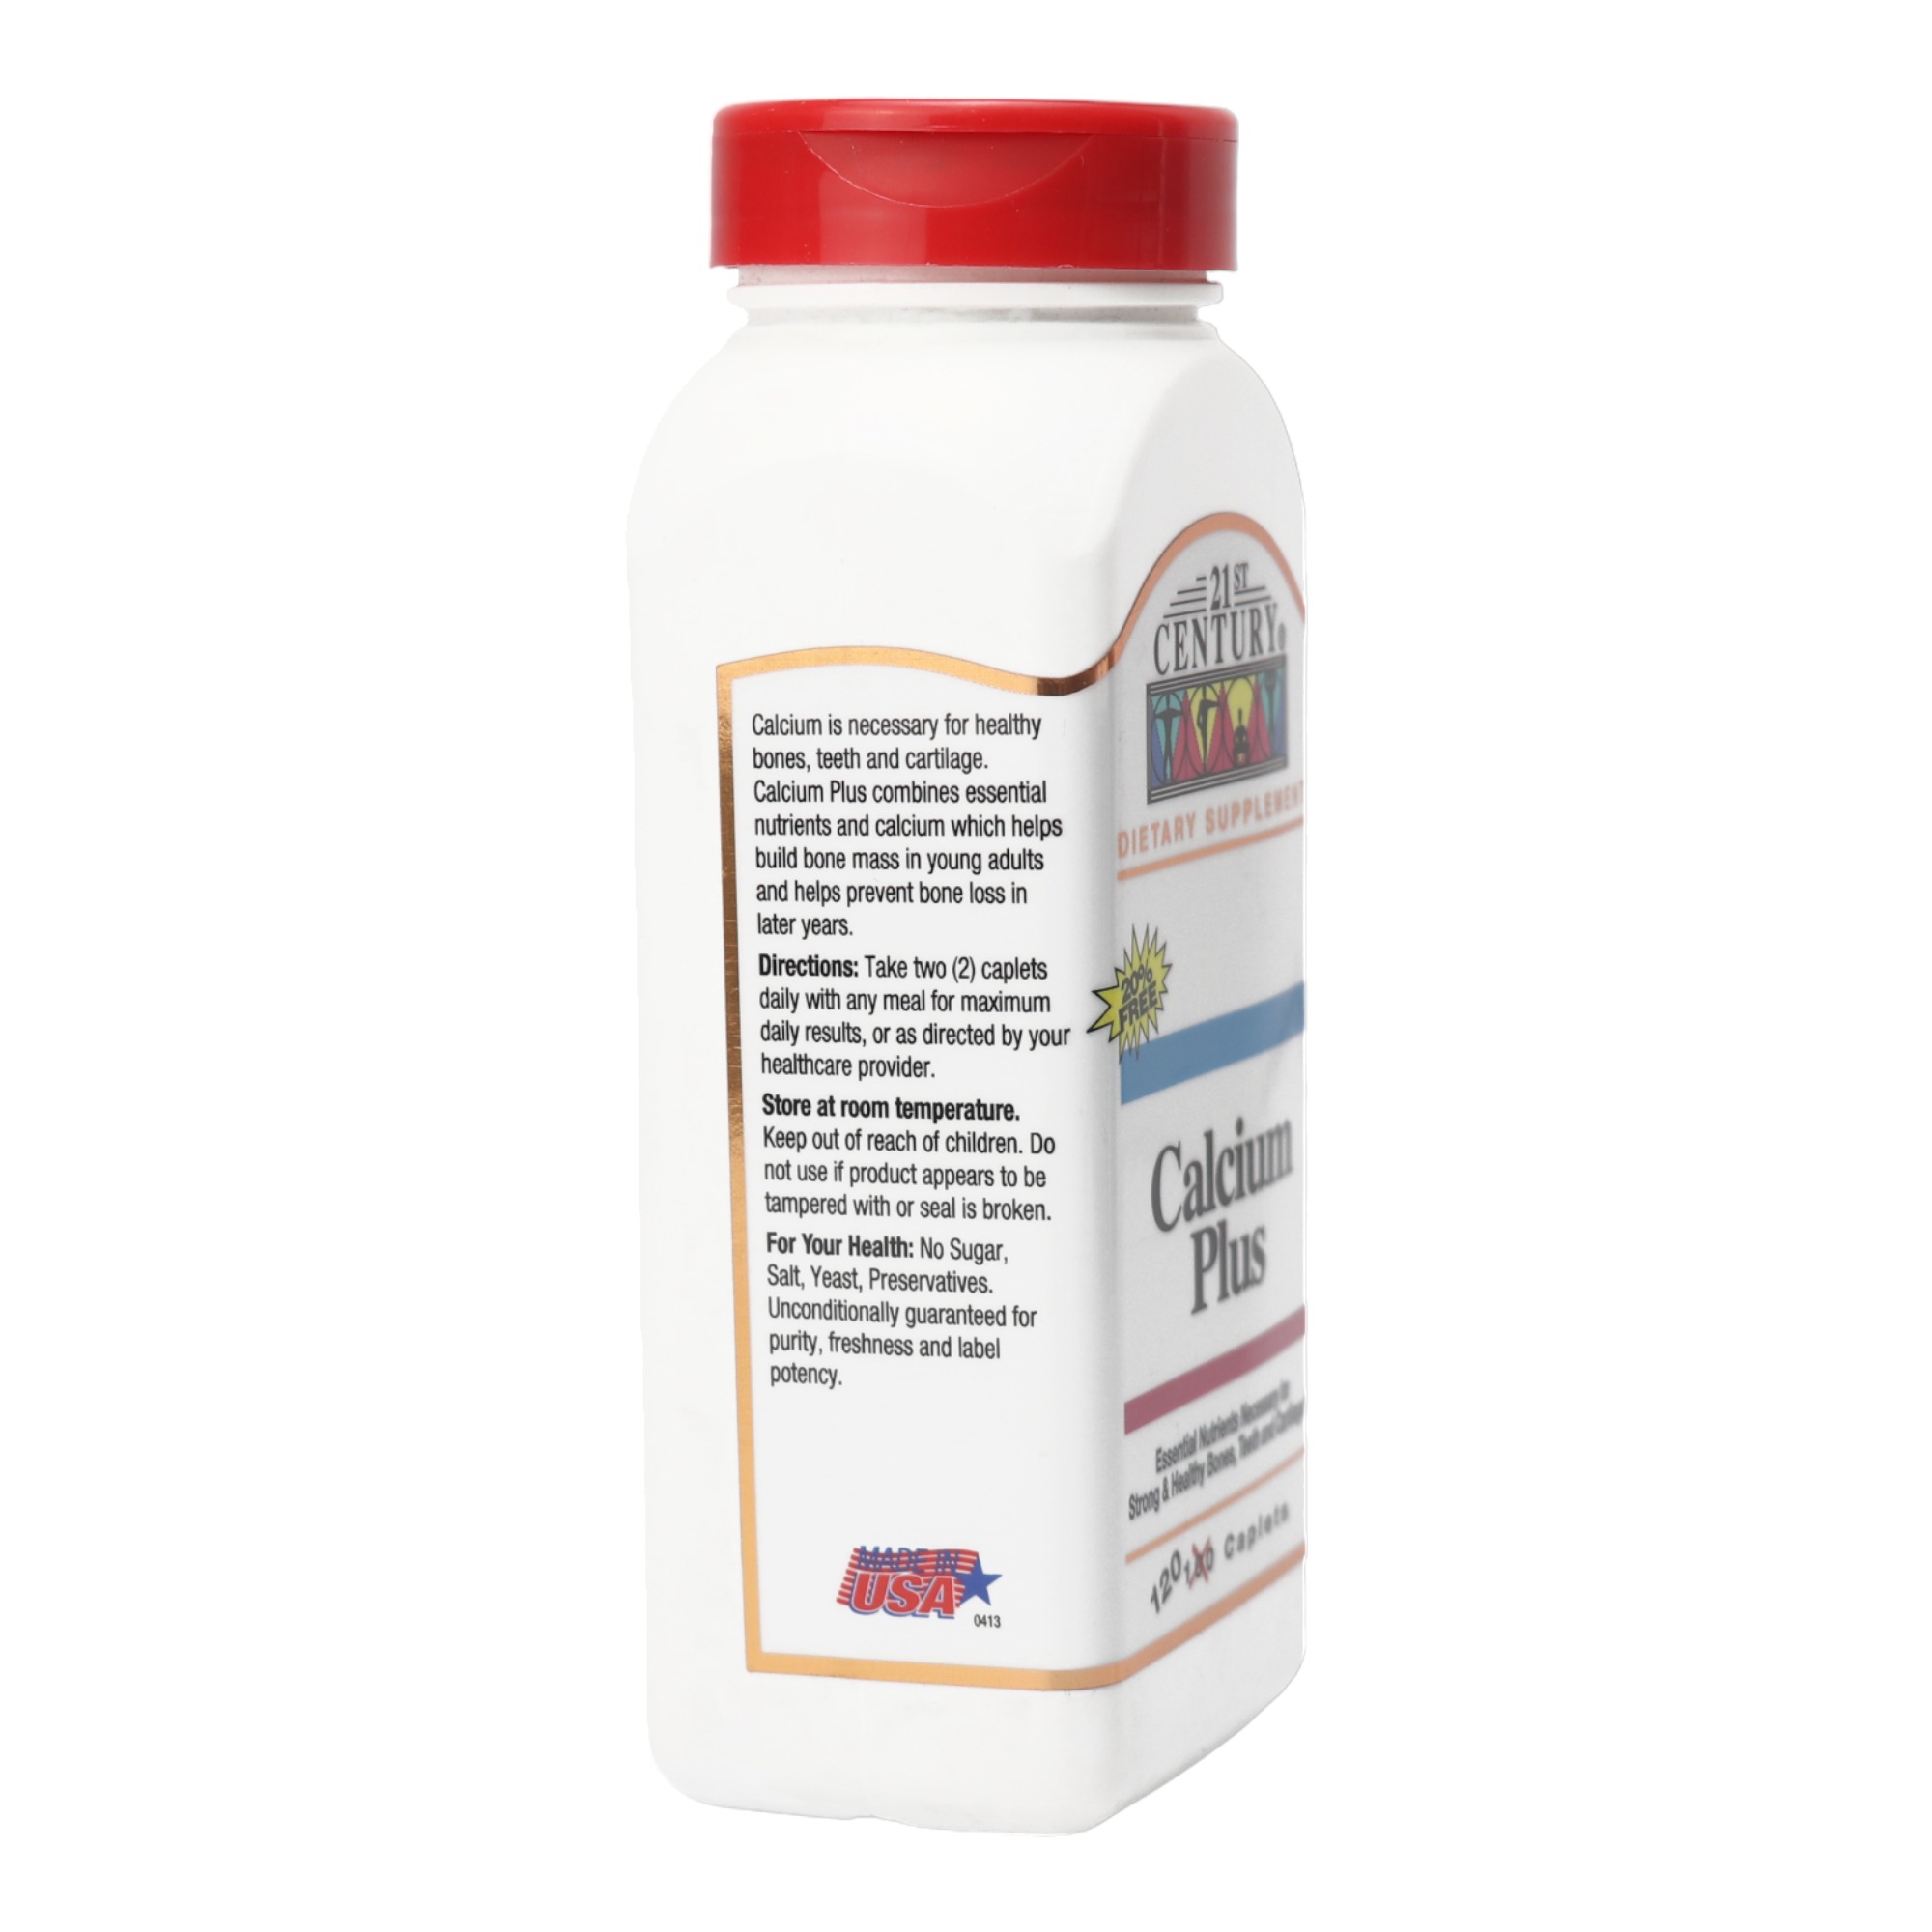 Calcium is necessary for healthy
bones, teeth and cartilage.
Calcium Plus combines essential
nutrients and calcium which helps
build bone mass in young adults
and helps prevent bone loss in
later years.
Directions: Take two (2) caplets
daily with any meal for maximum
daily results, or as directed by your
healthcare provider.
Store at room temperature.
Keep out of reach of children. Do
not use if product appears to be
tampered with or seal is broken.
For Your Health: No Sugar,
Salt, Yeast, Preservatives.
Unconditionally guaranteed for
purity, freshness and label
potency.
MADE IN
USA
0413
21ST
CENTURY®
DIETARY SUPPLEMENT
20%
FREE
Calcium
Plus
Essential Nutrients Necessary for
Strong & Healthy Bones, Teeth and
120 Caplets